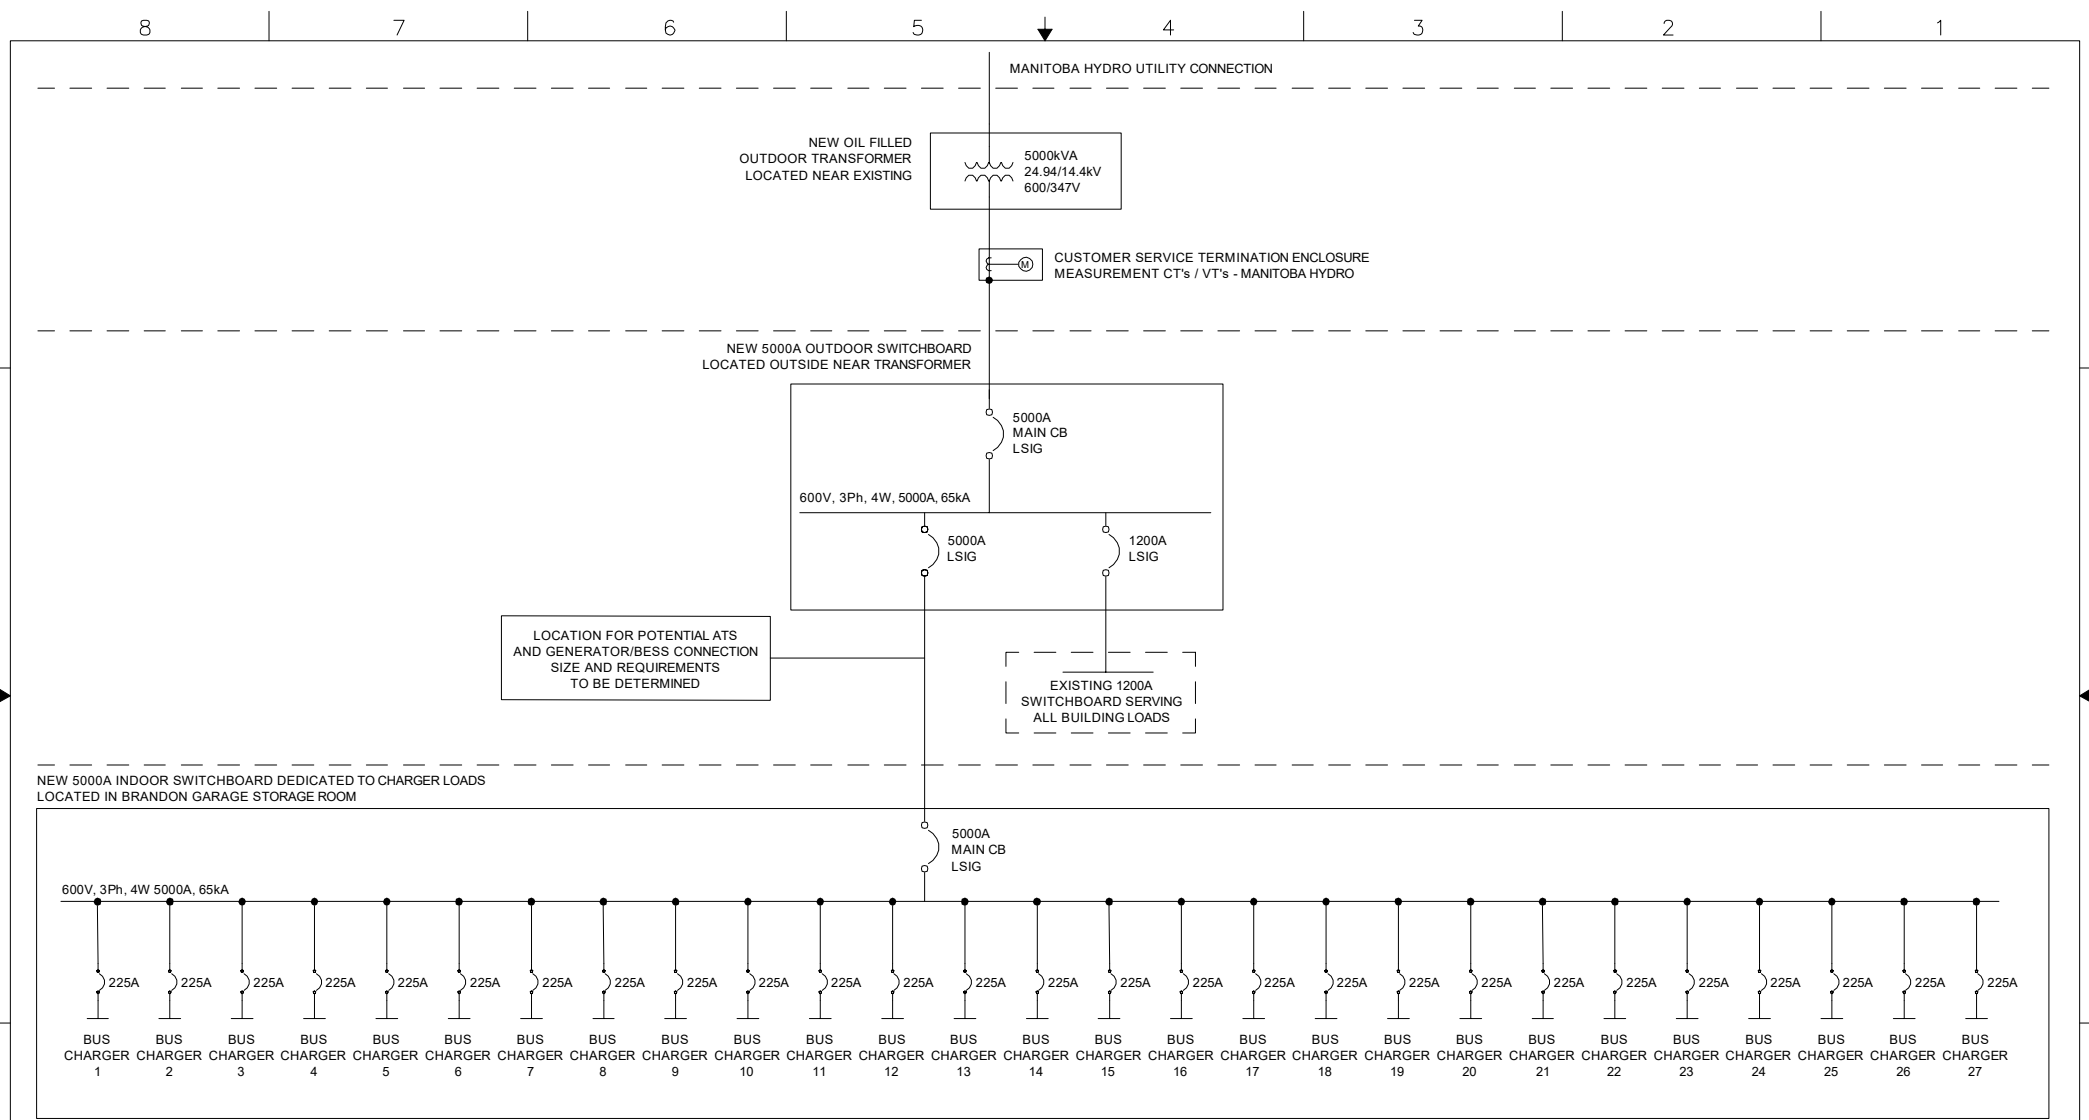 8 7 6 5 4 3 2 1
MANITOBA HYDRO UTILITY CONNECTION
NEW OIL FILLED
OUTDOOR TRANSFORMER
LOCATED NEAR EXISTING
5000kVA
24.94/14.4kV
600/347V
M
CUSTOMER SERVICE TERMINATION ENCLOSURE
MEASUREMENT CT's / VT's - MANITOBA HYDRO
NEW 5000A OUTDOOR SWITCHBOARD
LOCATED OUTSIDE NEAR TRANSFORMER
5000A
MAIN CB
LSIG
600V, 3Ph, 4W, 5000A, 65kA
5000A
LSIG
1200A
LSIG
LOCATION FOR POTENTIAL ATS
AND GENERATOR/BESS CONNECTION
SIZE AND REQUIREMENTS
TO BE DETERMINED
EXISTING 1200A
SWITCHBOARD SERVING
ALL BUILDING LOADS
NEW 5000A INDOOR SWITCHBOARD DEDICATED TO CHARGER LOADS
LOCATED IN BRANDON GARAGE STORAGE ROOM
5000A
MAIN CB
LSIG
600V, 3Ph, 4W 5000A, 65kA
225A 225A 225A 225A 225A 225A 225A 225A 225A 225A 225A 225A 225A 225A 225A 225A 225A 225A 225A 225A 225A 225A 225A 225A 225A 225A 225A
BUS BUS BUS BUS BUS BUS BUS BUS BUS BUS BUS BUS BUS BUS BUS BUS BUS BUS BUS BUS BUS BUS BUS BUS BUS BUS BUS
CHARGER CHARGER CHARGER CHARGER CHARGER CHARGER CHARGER CHARGER CHARGER CHARGER CHARGER CHARGER CHARGER CHARGER CHARGER CHARGER CHARGER CHARGER CHARGER CHARGER CHARGER CHARGER CHARGER CHARGER CHARGER CHARGER CHARGER
1 2 3 4 5 6 7 8 9 10 11 12 13 14 15 16 17 18 19 20 21 22 23 24 25 26 27